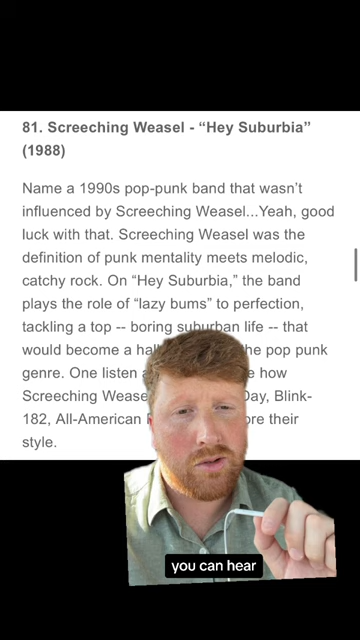 81. Screeching Weasel - “Hey Suburbia”
(1988)
Name a 1990s pop-punk band that wasn’t
influenced by Screeching Weasel...Yeah, good
luck with that. Screeching Weasel was the
definition of punk mentality meets melodic,
catchy rock. On “Hey Suburbia,” the band
plays the role of “lazy bums” to perfection,
tackling a top -- boring suburban life -- that
would become a the pop punk
genre. One listen how
Screeching Day, Blink-
182, All-American their
style.
you can hear